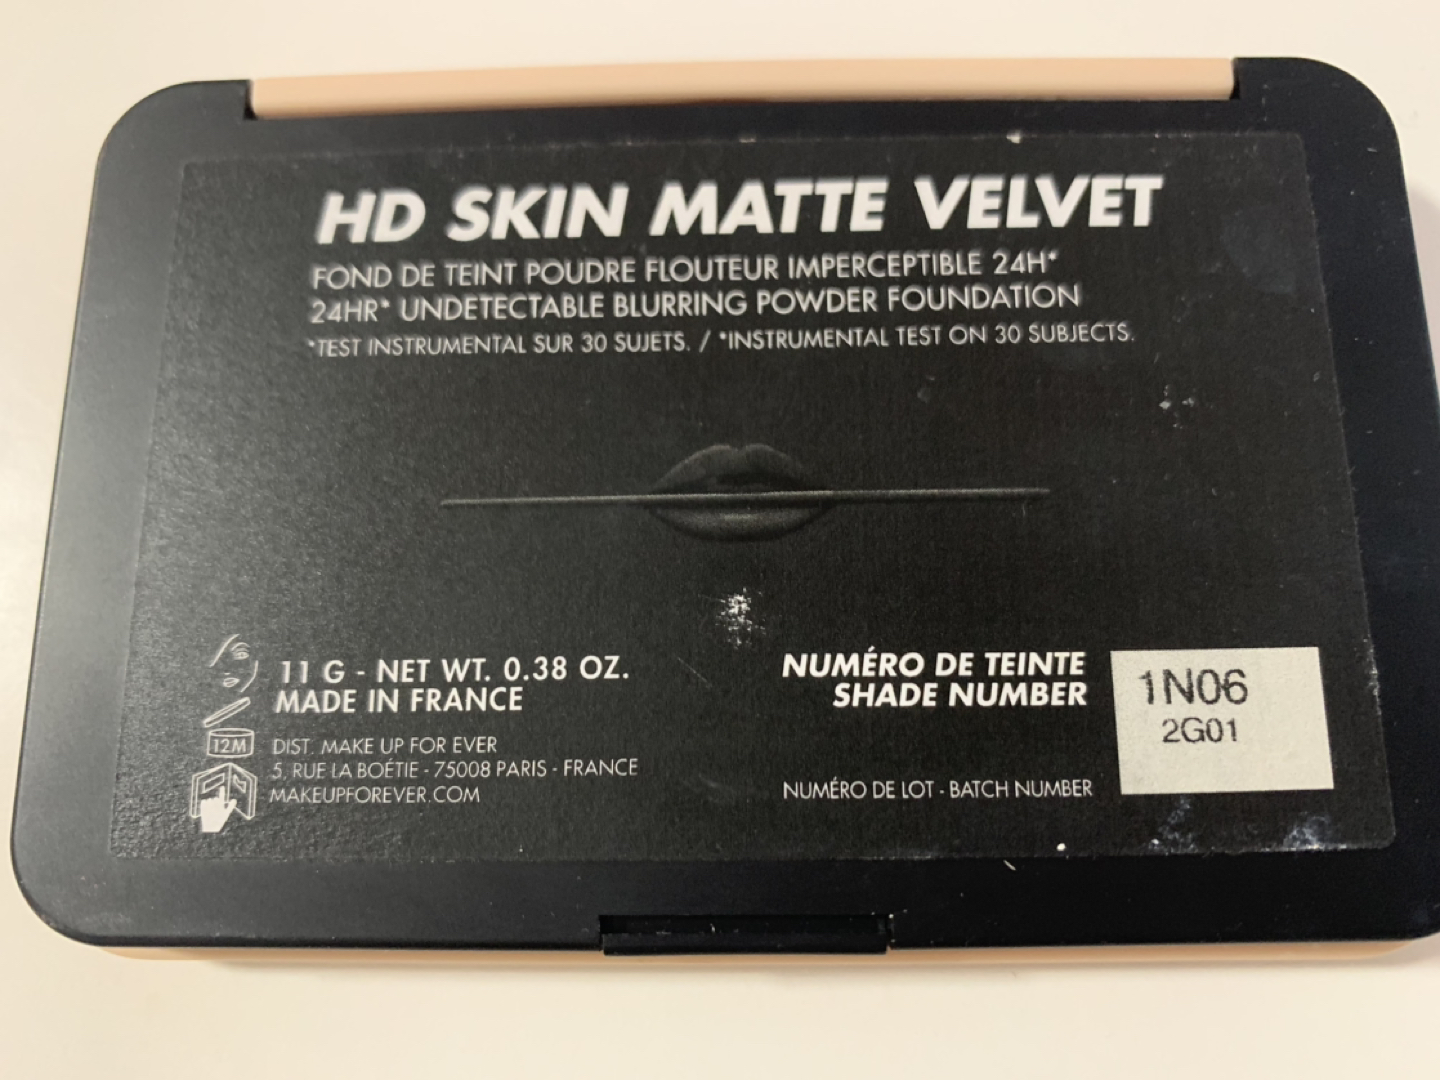 HD SKIN MATTE VELVET
FOND DE TEINT POUDRE FLOUTEUR IMPERCEPTIBLE 24H*
24HR* UNDETECTABLE BLURRING POWDER FOUNDATION
*TEST INSTRUMENTAL SUR 30 SUJETS. / *INSTRUMENTAL TEST ON 30 SUBJECTS.
11 G - NET WT. 0.38 OZ.
MADE IN FRANCE
12M
DIST. MAKE UP FOR EVER
5, RUE LA BOÉTIE - 75008 PARIS - FRANCE
MAKEUPFOREVER.COM
NUMÉRO DE TEINTE
SHADE NUMBER
1N06
2G01
NUMÉRO DE LOT - BATCH NUMBER